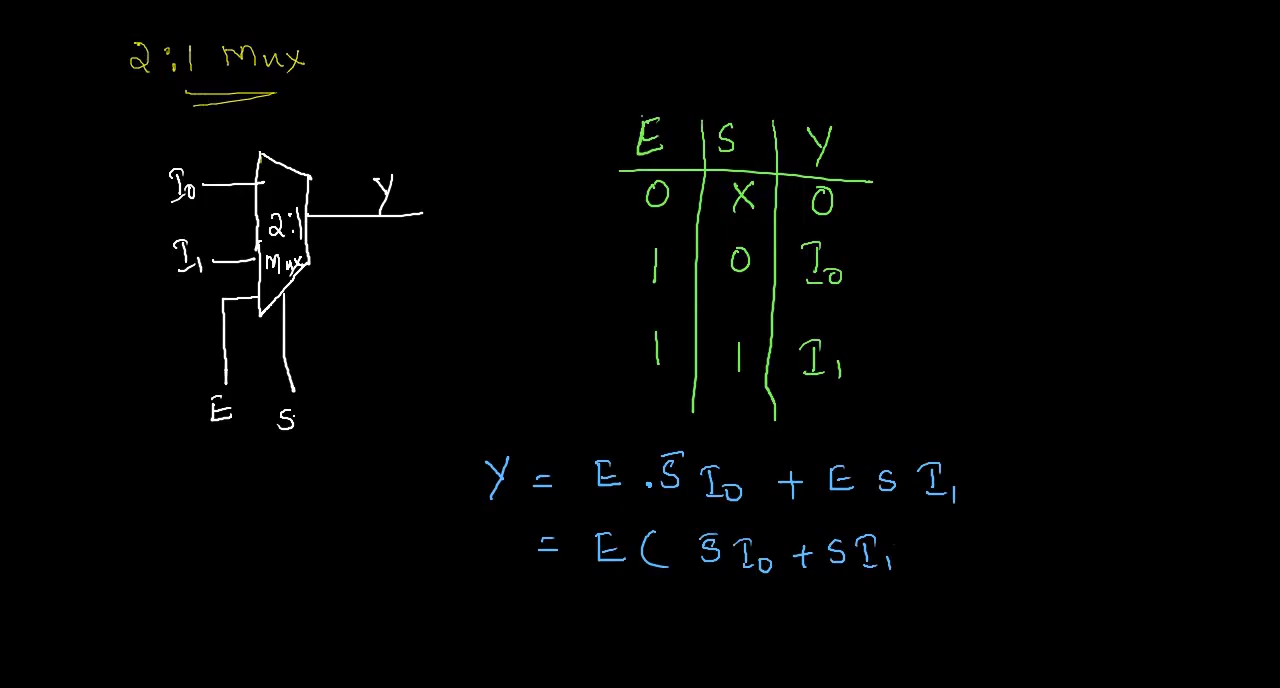 2:1 Mux
E S Y
0 X 0
1 0 I₀
1 1 I₁
I₀
I₁
2:1
Mux
Y
E S
Y = E . S̅ I₀ + E S I₁
= E ( S̅ I₀ + S I₁